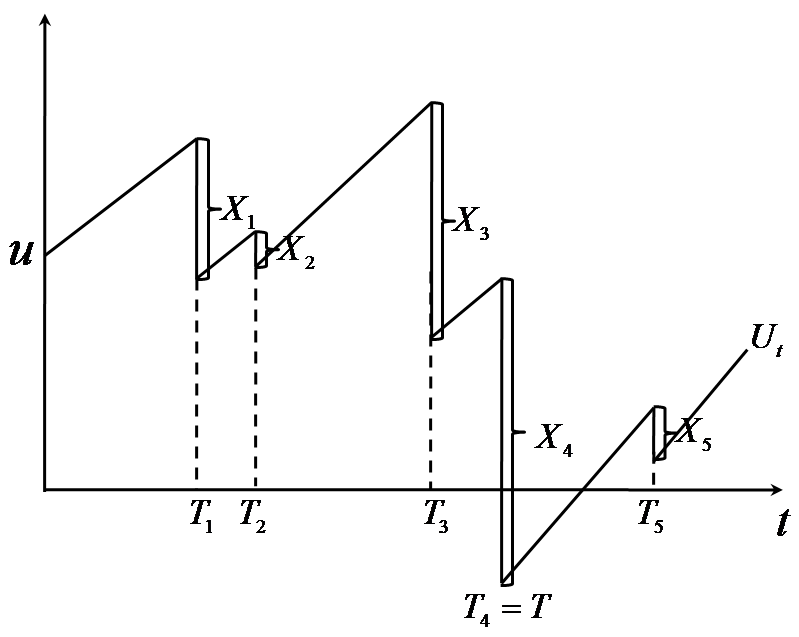 X₁
u
X₂
X₃
Uₜ
X₄
X₅
T₁
T₂
T₃
T₅
t
T₄ = T